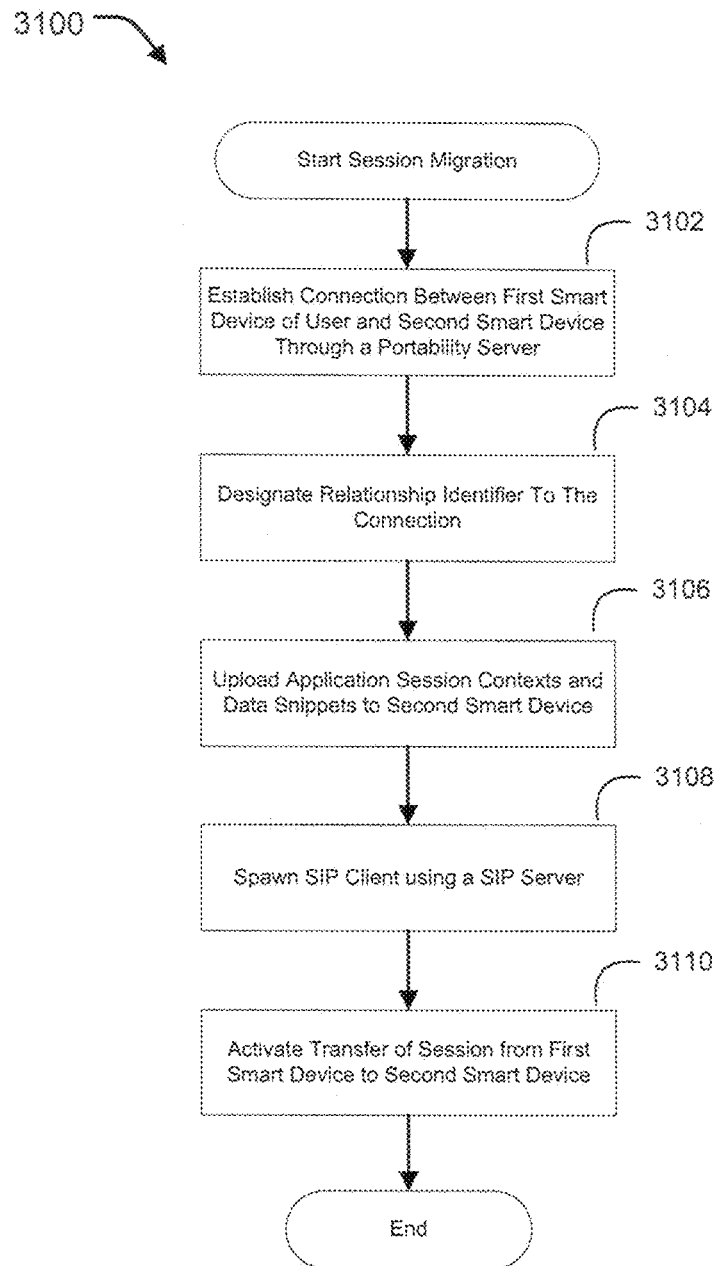 3100
Start Session Migration
3102
Establish Connection Between First Smart
Device of User and Second Smart Device
Through a Portability Server
3104
Designate Relationship Identifier To The
Connection
3106
Upload Application Session Contexts and
Data Snippets to Second Smart Device
3108
Spawn SIP Client using a SIP Server
3110
Activate Transfer of Session from First
Smart Device to Second Smart Device
End